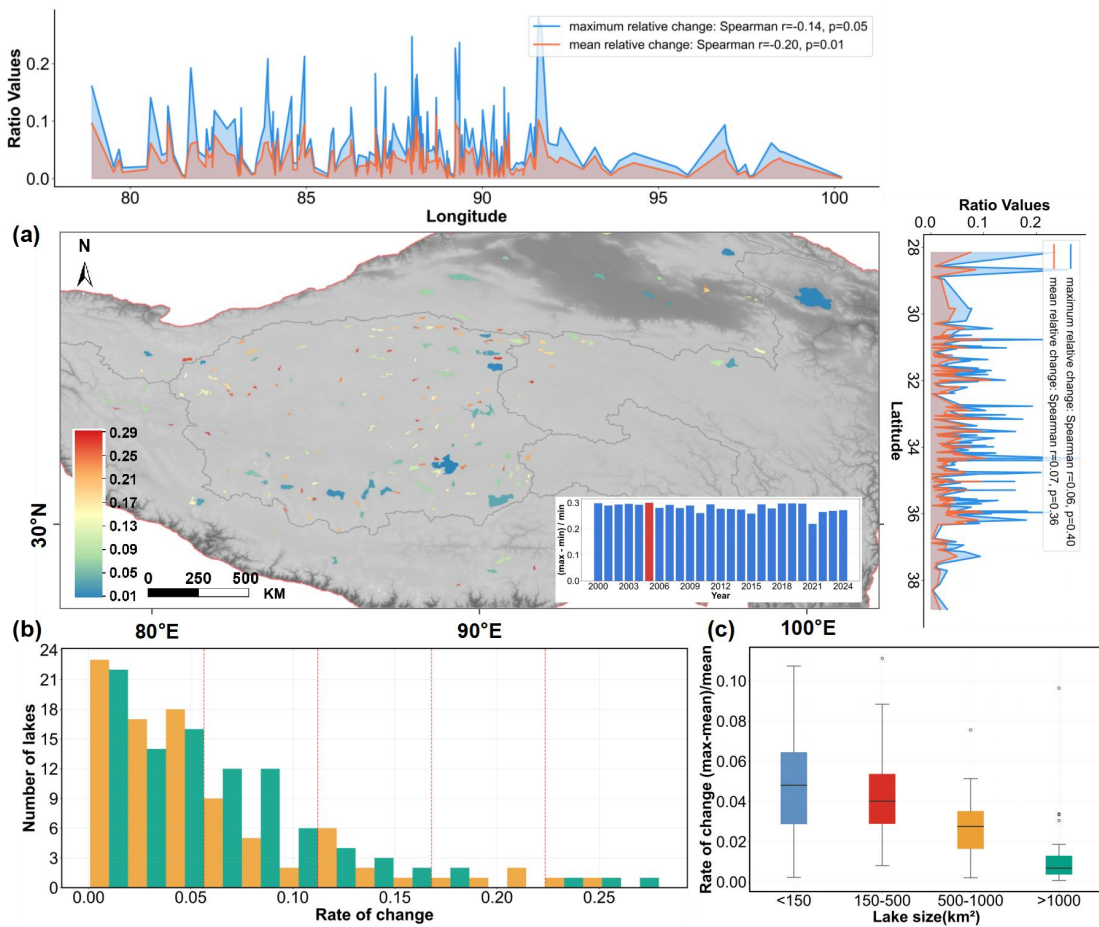 maximum relative change: Spearman r=-0.14, p=0.05
mean relative change: Spearman r=-0.20, p=0.01
Ratio Values
0.2
0.1
0.0
80
85
90
95
100
Longitude
Ratio Values
0.0
0.1
0.2
28
30
32
34
36
38
Latitude
maximum relative change: Spearman r=0.06, p=0.40
mean relative change: Spearman r=0.07, p=0.36
(a)
N
0.29
0.25
0.21
0.17
0.13
0.09
0.05
0.01
0 250 500
KM
30°N
80°E
90°E
100°E
(max - min) / min
0.3
0.2
0.1
0.0
2000 2003 2006 2009 2012 2015 2018 2021 2024
Year
(b)
Number of lakes
24
21
18
15
12
9
6
3
0
0.00 0.05 0.10 0.15 0.20 0.25
Rate of change
(c)
Rate of change (max-mean)/mean
0.10
0.08
0.06
0.04
0.02
0.00
<150 150-500 500-1000 >1000
Lake size(km²)